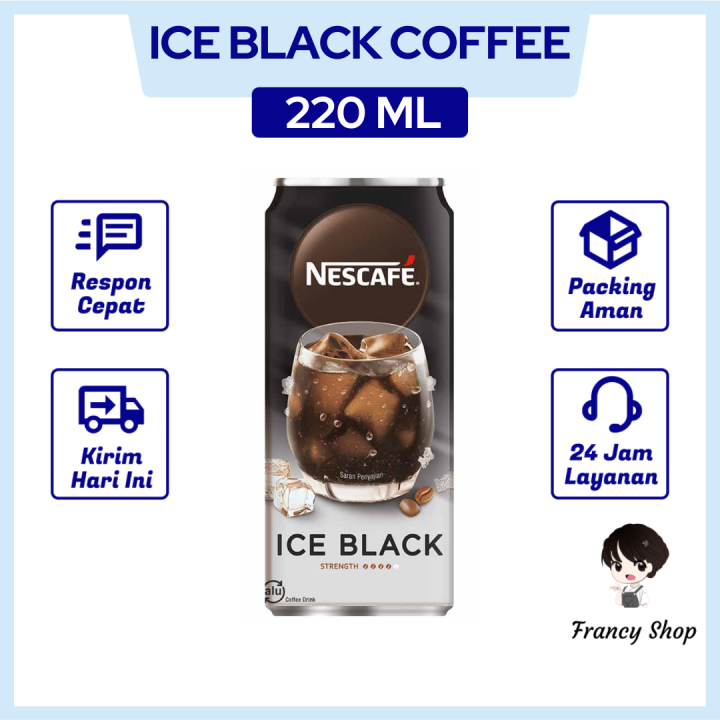 ICE BLACK COFFEE
220 ML
Respon
Cepat
Kirim
Hari Ini
NESCAFÉ.
Saran Penyajian
ICE BLACK
STRENGTH
alu
Coffee Drink
Packing
Aman
24 Jam
Layanan
Francy Shop